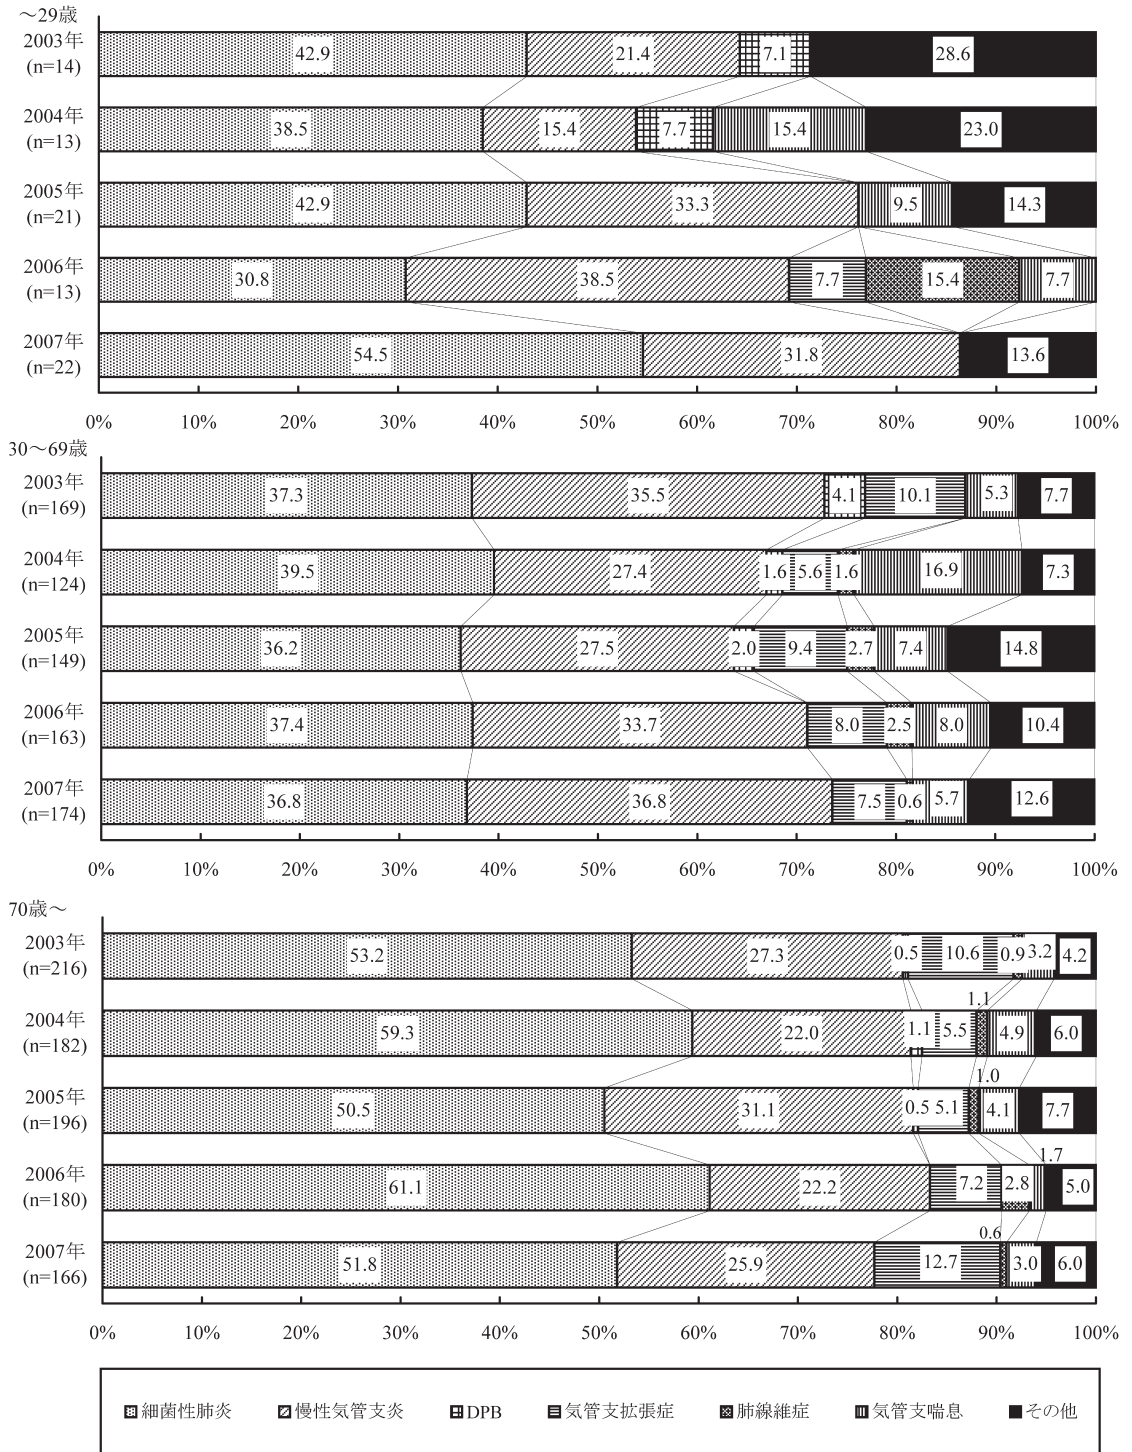 ～29歳
2003年
(n=14)
42.9 21.4 7.1 28.6
2004年
(n=13)
38.5 15.4 7.7 15.4 23.0
2005年
(n=21)
42.9 33.3 9.5 14.3
2006年
(n=13)
30.8 38.5 7.7 15.4 7.7
2007年
(n=22)
54.5 31.8 13.6
0% 10% 20% 30% 40% 50% 60% 70% 80% 90% 100%
30～69歳
2003年
(n=169)
37.3 35.5 4.1 10.1 5.3 7.7
2004年
(n=124)
39.5 27.4 1.6 5.6 1.6 16.9 7.3
2005年
(n=149)
36.2 27.5 2.0 9.4 2.7 7.4 14.8
2006年
(n=163)
37.4 33.7 8.0 2.5 8.0 10.4
2007年
(n=174)
36.8 36.8 7.5 0.6 5.7 12.6
0% 10% 20% 30% 40% 50% 60% 70% 80% 90% 100%
70歳～
2003年
(n=216)
53.2 27.3 0.5 10.6 0.9 3.2 4.2
2004年
(n=182)
59.3 22.0 1.1 5.5 1.1 4.9 6.0
2005年
(n=196)
50.5 31.1 0.5 5.1 1.0 4.1 7.7
2006年
(n=180)
61.1 22.2 7.2 2.8 1.7 5.0
2007年
(n=166)
51.8 25.9 12.7 0.6 3.0 6.0
0% 10% 20% 30% 40% 50% 60% 70% 80% 90% 100%
細菌性肺炎 慢性気管支炎 DPB 気管支拡張症 肺線維症 気管支喘息 その他